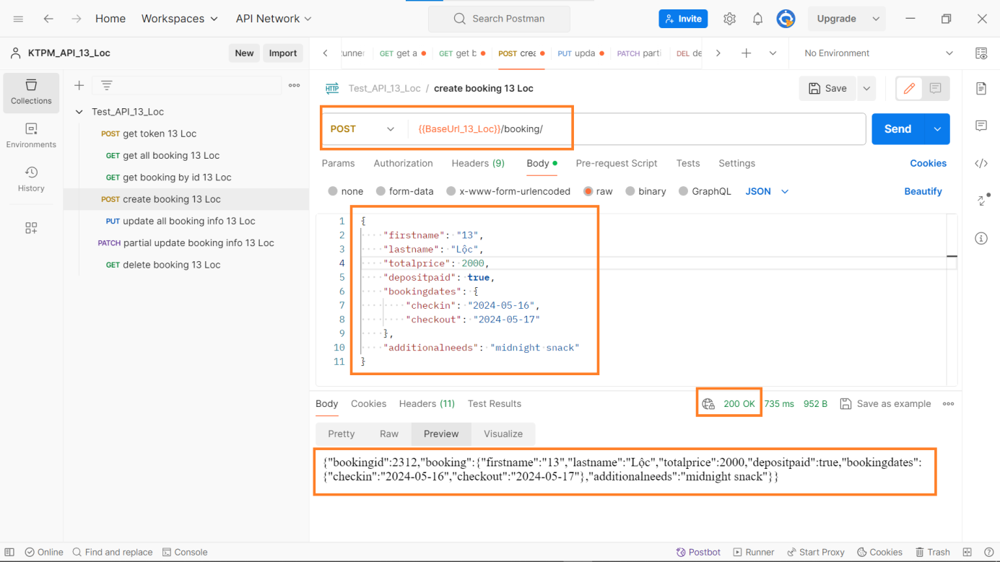 Home Workspaces API Network Search Postman Invite Upgrade
KTPM_API_13_Loc New Import
unner GET get a GET get b POST crea PUT upda PATCH parti DEL de No Environment
Collections
Environments
History
Test_API_13_Loc
POST get token 13 Loc
GET get all booking 13 Loc
GET get booking by id 13 Loc
POST create booking 13 Loc
PUT update all booking info 13 Loc
PATCH partial update booking info 13 Loc
GET delete booking 13 Loc
HTTP Test_API_13_Loc / create booking 13 Loc Save
POST {{BaseUrl_13_Loc}}/booking/ Send
Params Authorization Headers (9) Body Pre-request Script Tests Settings Cookies
none form-data x-www-form-urlencoded raw binary GraphQL JSON Beautify
1 {
2 "firstname": "13",
3 "lastname": "Lộc",
4 "totalprice": 2000,
5 "depositpaid": true,
6 "bookingdates": {
7 "checkin": "2024-05-16",
8 "checkout": "2024-05-17"
9 },
10 "additionalneeds": "midnight snack"
11 }
Body Cookies Headers (11) Test Results 200 OK 735 ms 952 B Save as example
Pretty Raw Preview Visualize
{"bookingid":2312,"booking":{"firstname":"13","lastname":"Lộc","totalprice":2000,"depositpaid":true,"bookingdates":
{"checkin":"2024-05-16","checkout":"2024-05-17"},"additionalneeds":"midnight snack"}}
Online Find and replace Console Postbot Runner Start Proxy Cookies Trash